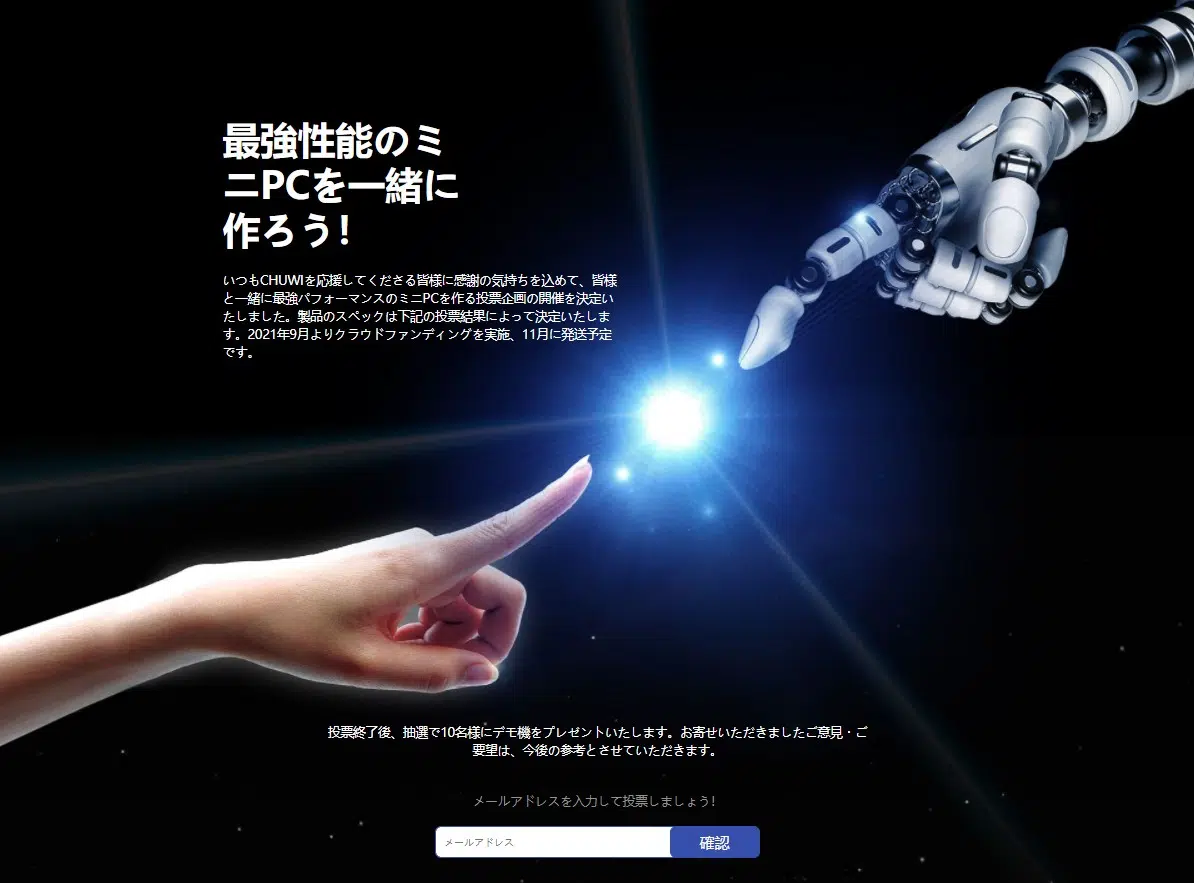 最強性能のミ
ニPCを一緒に
作ろう!
いつもCHUWIを応援してくださる皆様に感謝の気持ちを込めて、皆様
と一緒に最強パフォーマンスのミニPCを作る投票企画の開催を決定い
たしました。製品のスペックは下記の投票結果によって決定いたしま
す。2021年9月よりクラウドファンディングを実施、11月に発送予定
です。
投票終了後、抽選で10名様にデモ機をプレゼントいたします。お寄せいただきましたご意見・ご
要望は、今後の参考とさせていただきます。
メールアドレスを入力して投票しましょう!
メールアドレス
確認